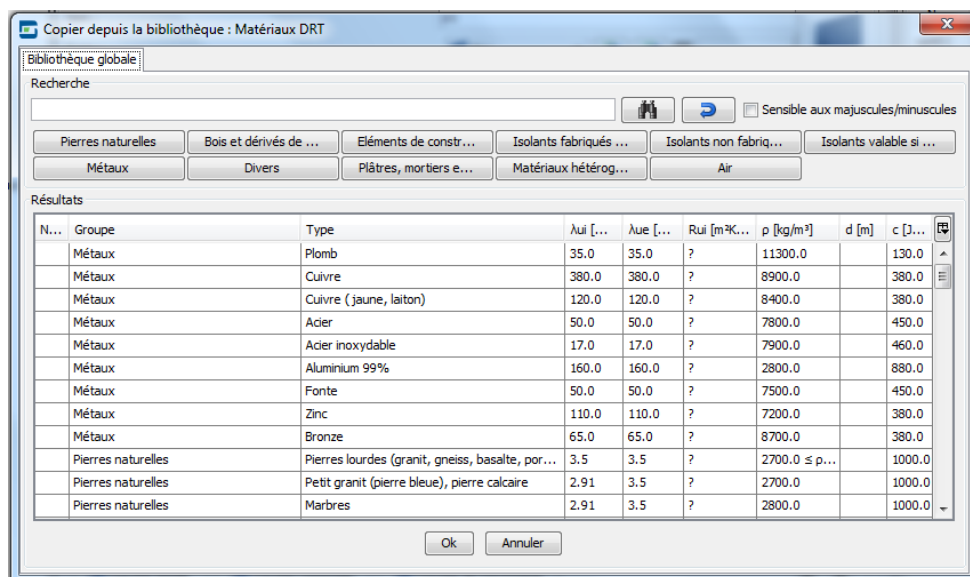 Copier depuis la bibliothèque : Matériaux DRT
Bibliothèque globale
Recherche
Sensible aux majuscules/minuscules
Pierres naturelles Bois et dérivés de ... Eléments de constr... Isolants fabriqués ... Isolants non fabriq... Isolants valable si ...
Métaux Divers Plâtres, mortiers e... Matériaux hétérog... Air
Résultats
N... Groupe Type λui [... λue [... Rui [m²K... ρ [kg/m³] d [m] c [J...
Métaux Plomb 35.0 35.0 ? 11300.0 130.0
Métaux Cuivre 380.0 380.0 ? 8900.0 380.0
Métaux Cuivre ( jaune, laiton) 120.0 120.0 ? 8400.0 380.0
Métaux Acier 50.0 50.0 ? 7800.0 450.0
Métaux Acier inoxydable 17.0 17.0 ? 7900.0 460.0
Métaux Aluminium 99% 160.0 160.0 ? 2800.0 880.0
Métaux Fonte 50.0 50.0 ? 7500.0 450.0
Métaux Zinc 110.0 110.0 ? 7200.0 380.0
Métaux Bronze 65.0 65.0 ? 8700.0 380.0
Pierres naturelles Pierres lourdes (granit, gneiss, basalte, por... 3.5 3.5 ? 2700.0 ≤ ρ... 1000.0
Pierres naturelles Petit granit (pierre bleue), pierre calcaire 2.91 3.5 ? 2700.0 1000.0
Pierres naturelles Marbres 2.91 3.5 ? 2800.0 1000.0
Ok Annuler